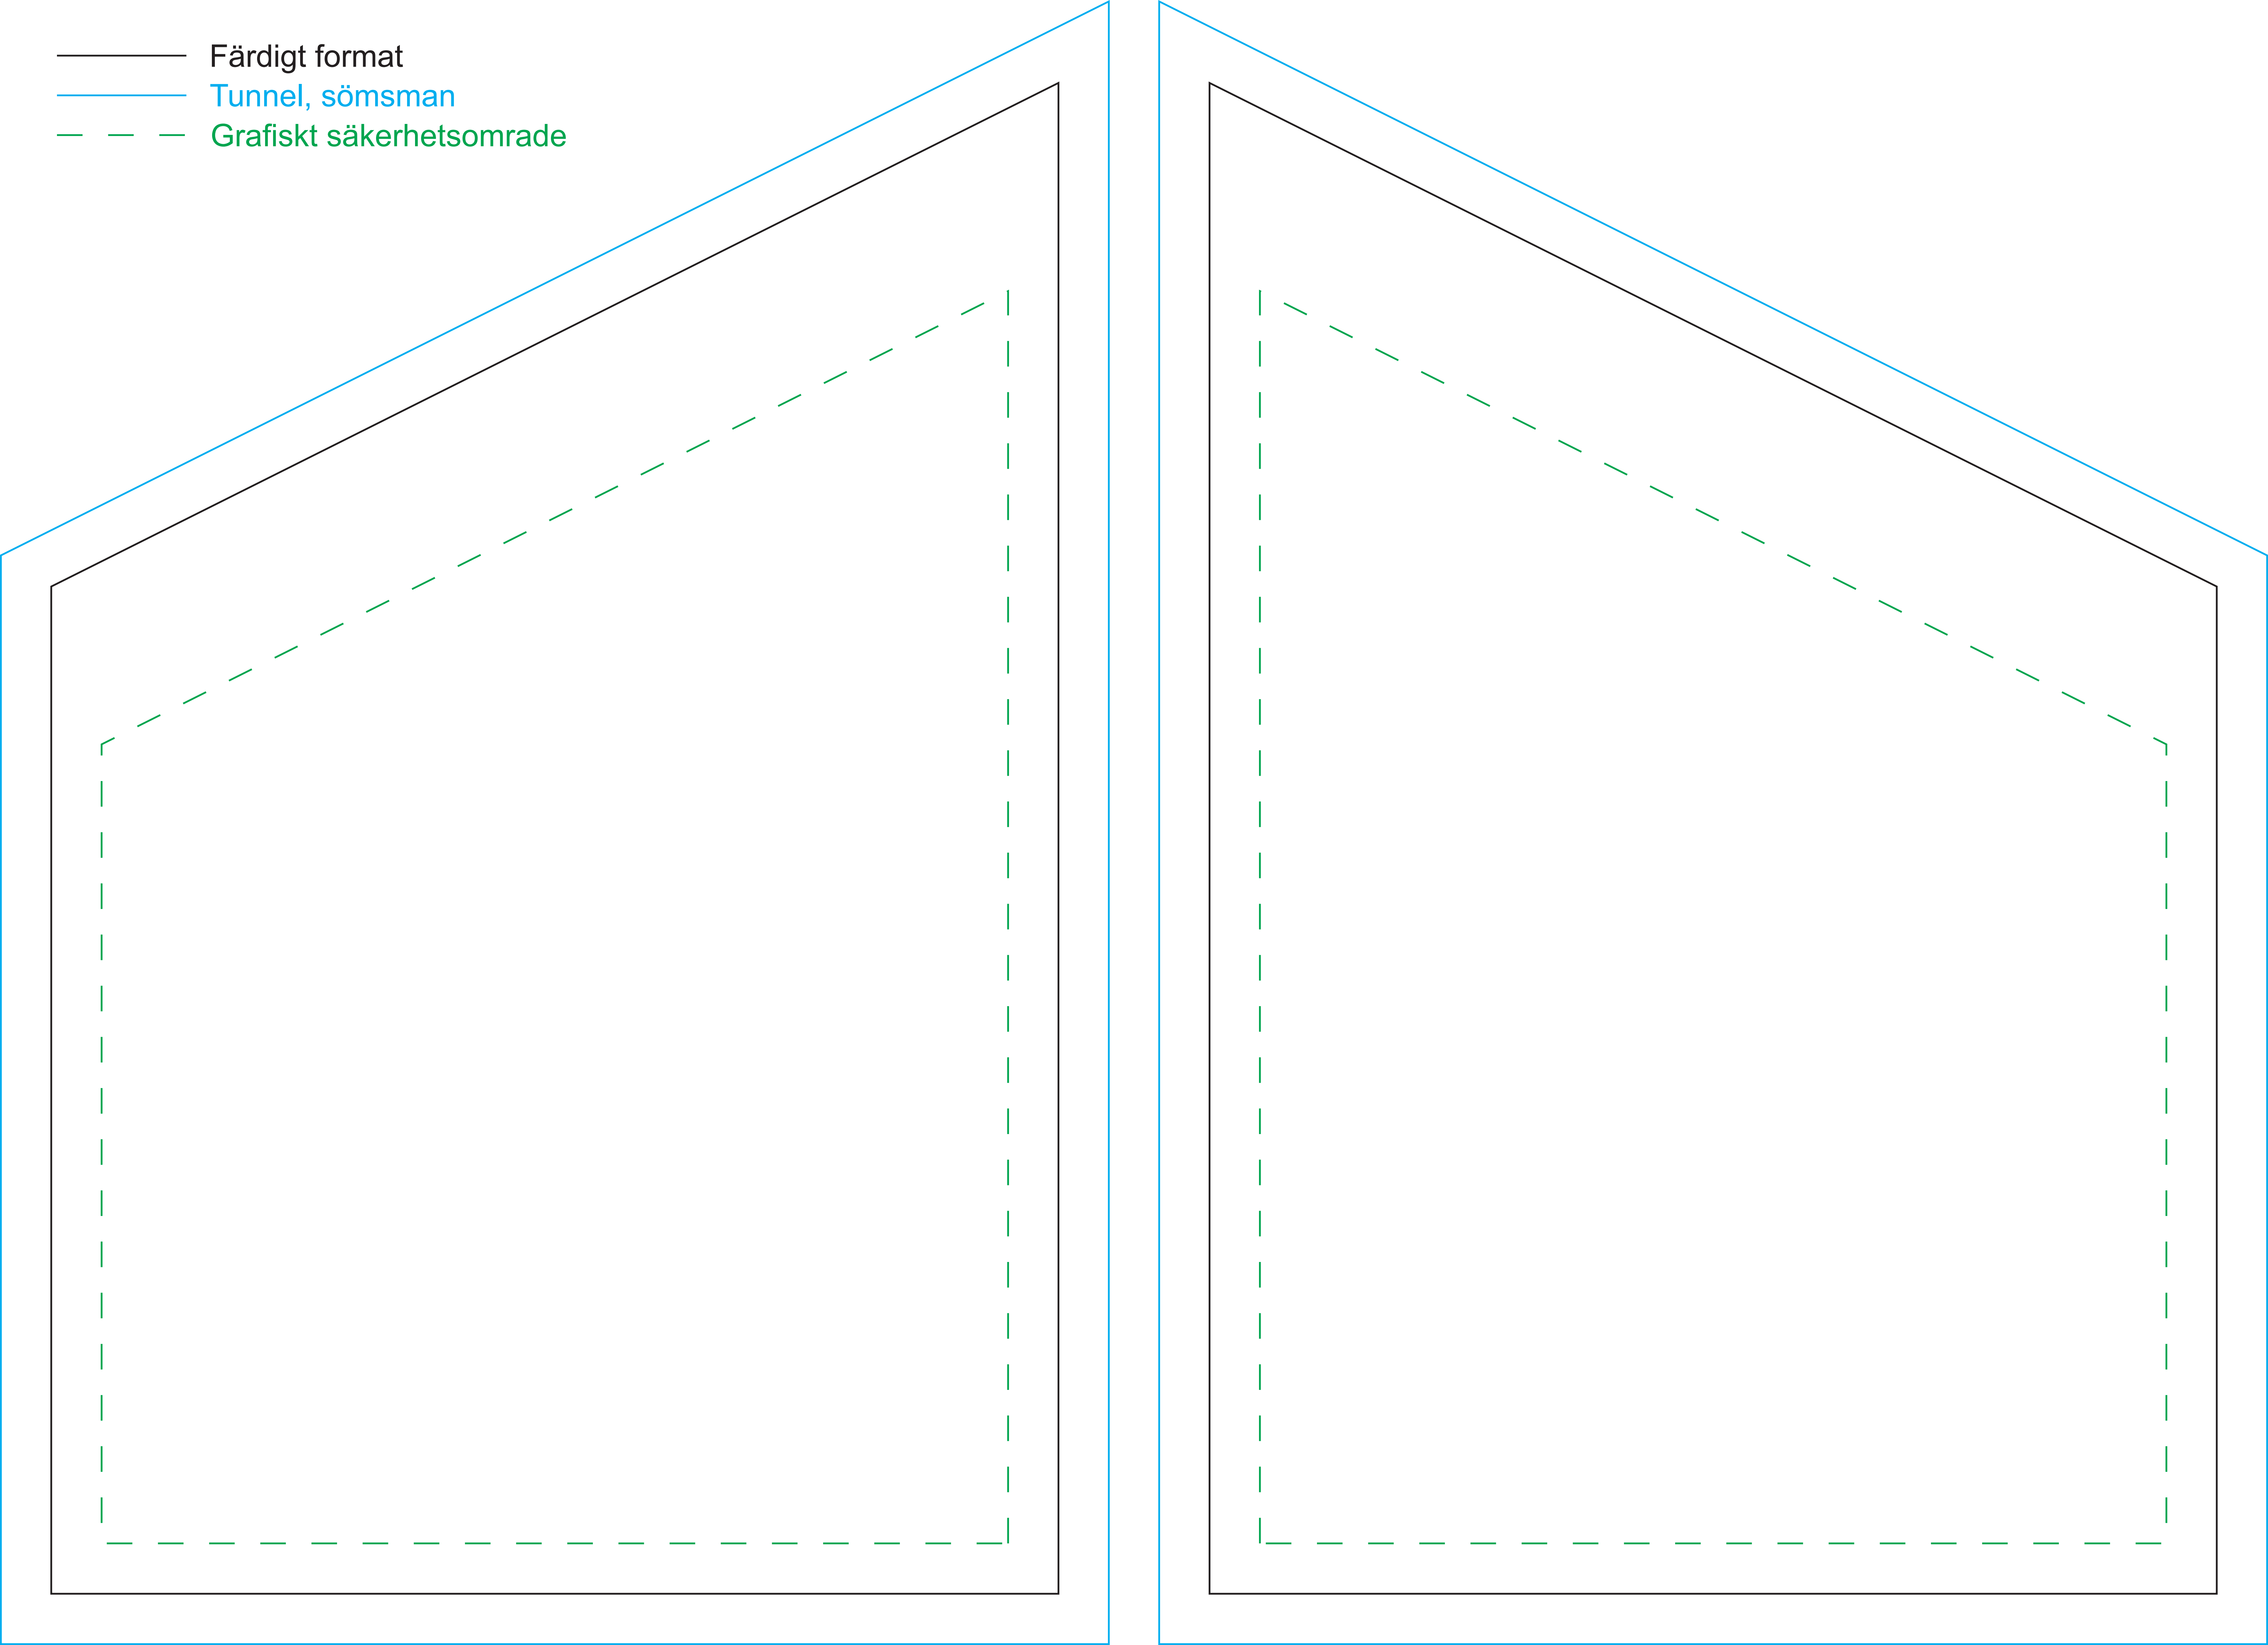 Färdigt format
Tunnel, sömsman
Grafiskt säkerhetsomrade